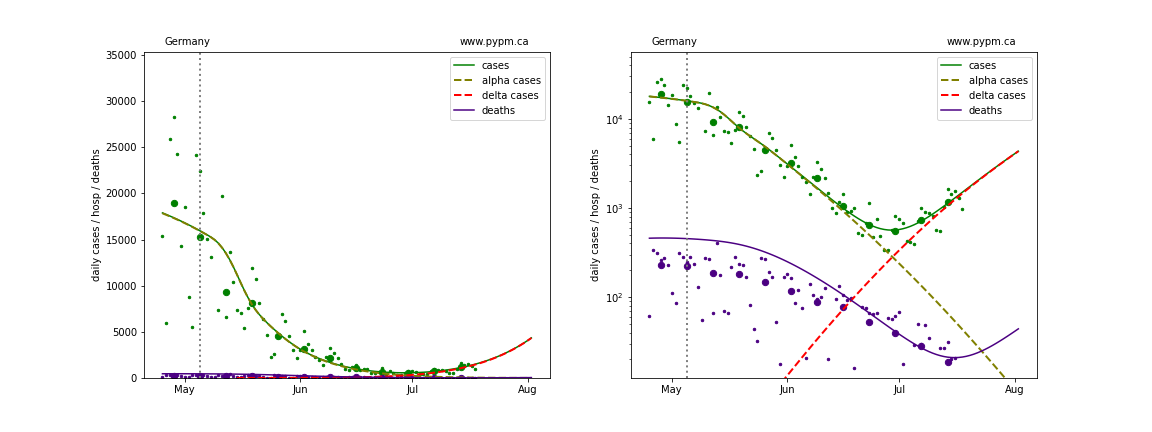 Germany www.pypm.ca
cases
alpha cases
delta cases
deaths
daily cases / hosp / deaths
35000
30000
25000
20000
15000
10000
5000
0
May Jun Jul Aug
Germany www.pypm.ca
cases
alpha cases
delta cases
deaths
daily cases / hosp / deaths
10⁴
10³
10²
May Jun Jul Aug